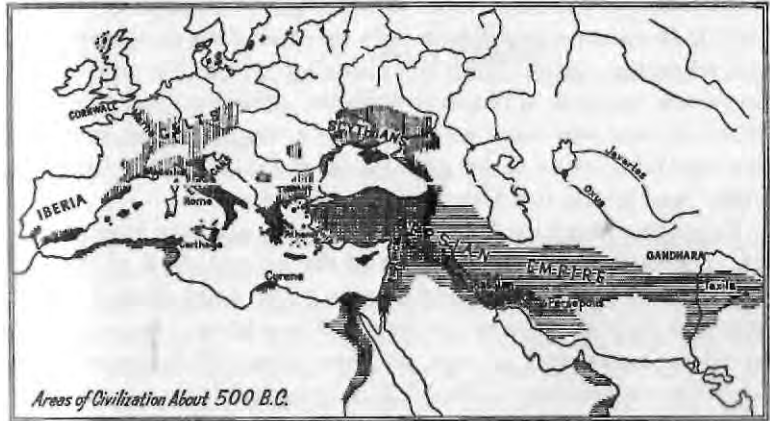 CORNWALL
CELTS
SCYTHIANS
IBERIA
Rome
Carthage
Cyrene
PERSIAN
EMPIRE
Persepolis
Jaxartes
Oxus
GANDHARA
Taxila
Areas of Civilization About 500 B.C.